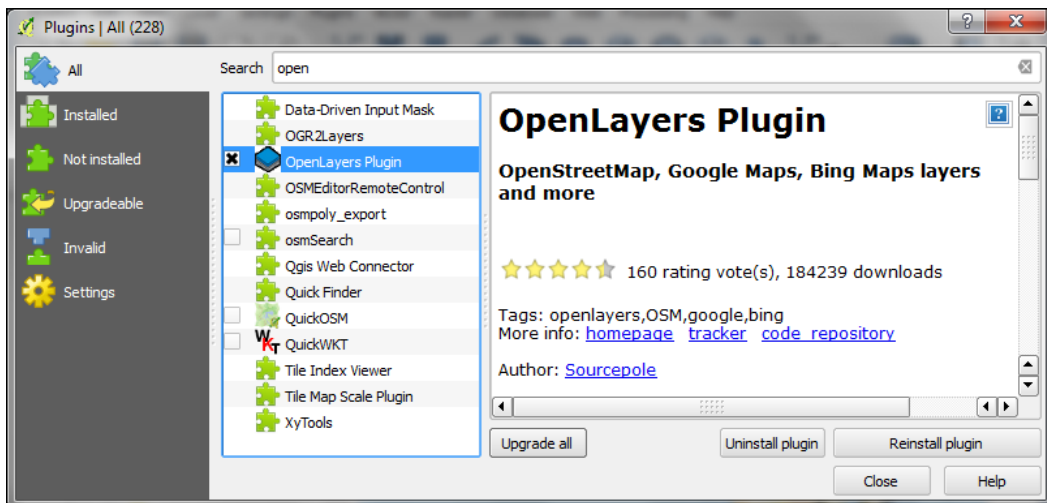 Plugins | All (228)
All
Installed
Not installed
Upgradeable
Invalid
Settings
Search open
Data-Driven Input Mask
OGR2Layers
OpenLayers Plugin
OSMEditorRemoteControl
osmpoly_export
osmSearch
Qgis Web Connector
Quick Finder
QuickOSM
WKT QuickWKT
Tile Index Viewer
Tile Map Scale Plugin
XyTools
OpenLayers Plugin
OpenStreetMap, Google Maps, Bing Maps layers
and more
160 rating vote(s), 184239 downloads
Tags: openlayers,OSM,google,bing
More info: homepage tracker code repository
Author: Sourcepole
Upgrade all
Uninstall plugin
Reinstall plugin
Close
Help